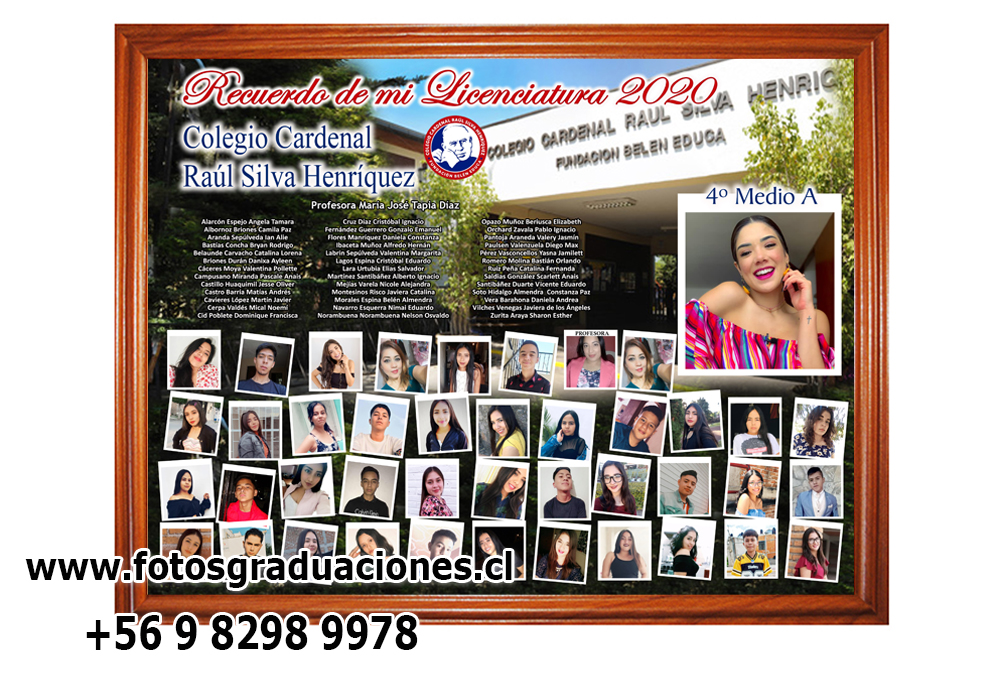 Recuerdo de mi Licenciatura 2020
Colegio Cardenal
Raúl Silva Henríquez
COLEGIO CARDENAL RAÚL SILVA HENRÍQUEZ
FUNDACIÓN BELÉN EDUCA
COLEGIO CARDENAL RAUL SILVA HENRIC
FUNDACION BELEN EDUCA
4º Medio A
Profesora María José Tapia Díaz
Alarcón Espejo Angela Tamara
Albornoz Briones Camila Paz
Aranda Sepúlveda Ian Alie
Bastías Concha Bryan Rodrigo
Belaunde Carvacho Catalina Lorena
Briones Durán Danixa Ayleen
Cáceres Moya Valentina Pollette
Campusano Miranda Pascale Anaís
Castillo Huaquimil Jesse Oliver
Castro Barría Matías Andrés
Cavieres López Martín Javier
Cerpa Valdés Mical Noemí
Cid Poblete Dominique Francisca
Cruz Díaz Cristóbal Ignacio
Fernández Guerrero Gonzalo Emanuel
Flores Manríquez Daniela Constanza
Ibaceta Muñoz Alfredo Hernán
Labrin Sepúlveda Valentina Margarita
Lagos Espina Cristóbal Eduardo
Lara Urtubia Elías Salvador
Martínez Santibáñez Alberto Ignacio
Mejías Varela Nicole Alejandra
Montesinos Risco Javiera Catalina
Morales Espina Belén Almendra
Navarro Esquerra Nimai Eduardo
Norambuena Norambuena Nelson Osvaldo
Opazo Muñoz Beriusca Elizabeth
Orchard Zavala Pablo Ignacio
Pantoja Araneda Valery Jasmín
Paulsen Valenzuela Diego Max
Pérez Vasconcellos Yasna Jamilett
Romero Molina Bastián Orlando
Ruiz Peña Catalina Fernanda
Saldías González Scarlett Anaís
Santibáñez Duarte Vicente Eduardo
Soto Hidalgo Almendra Constanza Paz
Vera Barahona Daniela Andrea
Vilches Venegas Javiera de los Ángeles
Zurita Araya Sharon Esther
PROFESORA
www.fotosgraduaciones.cl
+56 9 8298 9978